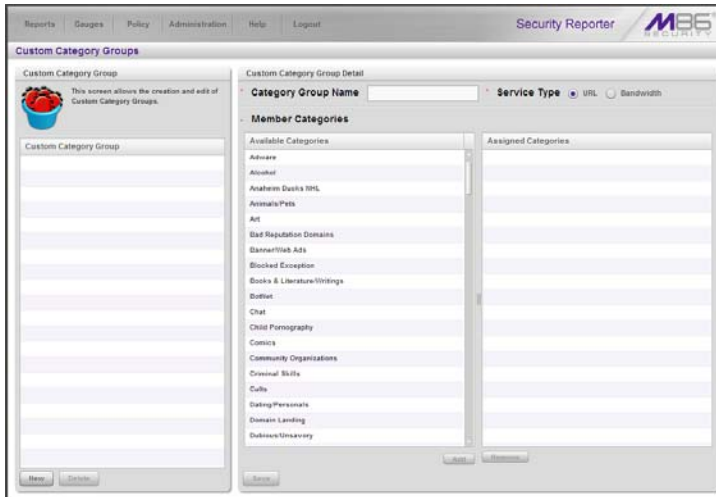 Reports Gauges Policy Administration Help Logout
Security Reporter
M86 SECURITY
Custom Category Groups
Custom Category Group
This screen allows the creation and edit of
Custom Category Groups.
Custom Category Group
New Delete
Custom Category Group Detail
* Category Group Name
* Service Type URL Bandwidth
Member Categories
Available Categories
Adware
Alcohol
Anaheim Ducks NHL
Animals/Pets
Art
Bad Reputation Domains
Banner/Web Ads
Blocked Exception
Books & Literature/Writings
BotNet
Chat
Child Pornography
Comics
Community Organizations
Criminal Skills
Cults
Dating/Personals
Domain Landing
Dubious/Unsavory
Assigned Categories
Add Remove
Save